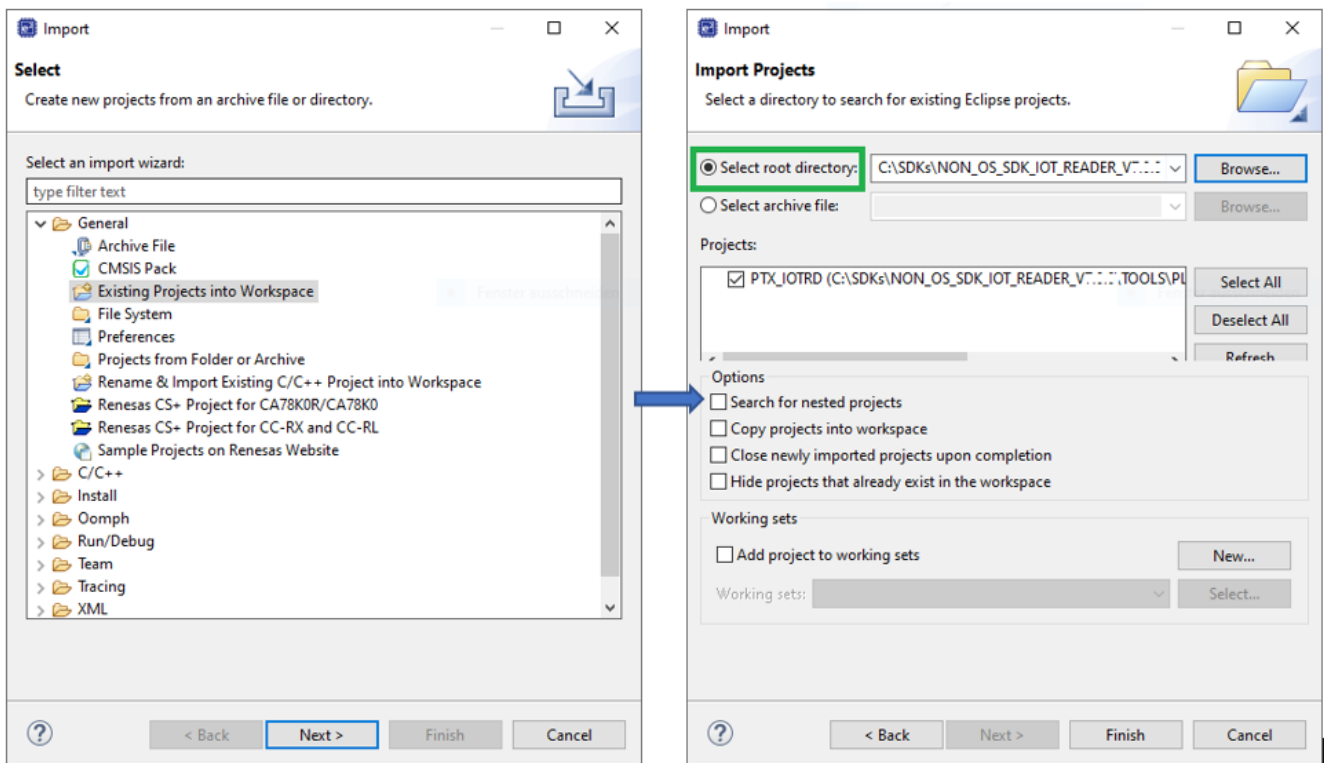 Import
Select
Create new projects from an archive file or directory.
Select an import wizard:
type filter text
General
Archive File
CMSIS Pack
Existing Projects into Workspace
File System
Preferences
Projects from Folder or Archive
Rename & Import Existing C/C++ Project into Workspace
Renesas CS+ Project for CA78K0R/CA78K0
Renesas CS+ Project for CC-RX and CC-RL
Sample Projects on Renesas Website
C/C++
Install
Oomph
Run/Debug
Team
Tracing
XML
< Back
Next >
Finish
Cancel
Import
Import Projects
Select a directory to search for existing Eclipse projects.
Select root directory:
C:\SDKs\NON_OS_SDK_IOT_READER_V
Browse...
Select archive file:
Browse...
Projects:
PTX_IOTRD (C:\SDKs\NON_OS_SDK_IOT_READER_V \TOOLS\PL
Select All
Deselect All
Refresh
Options
Search for nested projects
Copy projects into workspace
Close newly imported projects upon completion
Hide projects that already exist in the workspace
Working sets
Add project to working sets
New...
Working sets:
Select...
< Back
Next >
Finish
Cancel